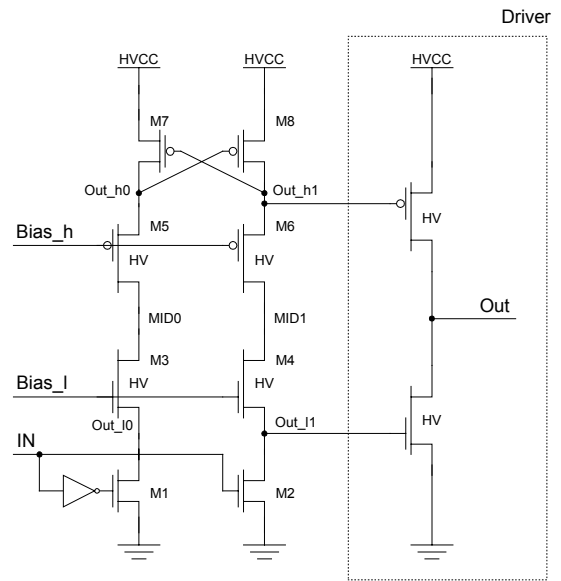 Driver
HVCC
HVCC
HVCC
M7
M8
Out_h0
Out_h1
Bias_h
M5
M6
HV
HV
HV
MID0
MID1
Out
M3
M4
Bias_l
HV
HV
HV
Out_l0
Out_l1
IN
M1
M2